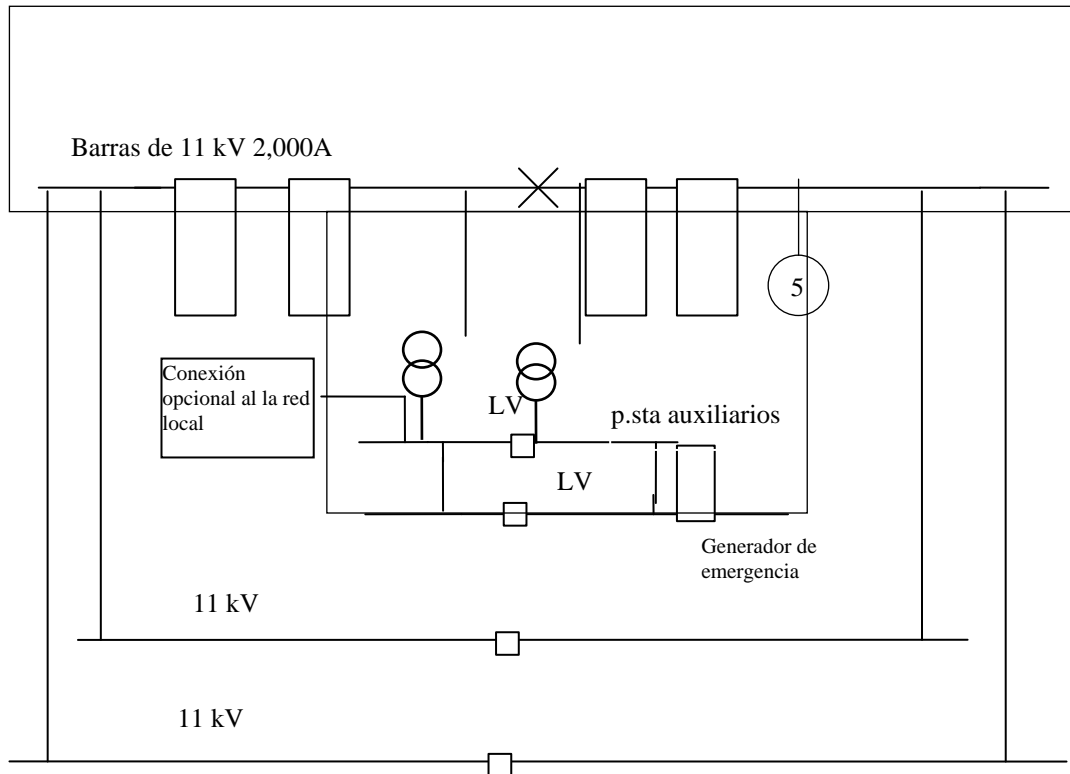 Barras de 11 kV 2,000A
5
Conexión
opcional al la red
local
LV
p.sta auxiliarios
LV
Generador de
emergencia
11 kV
11 kV